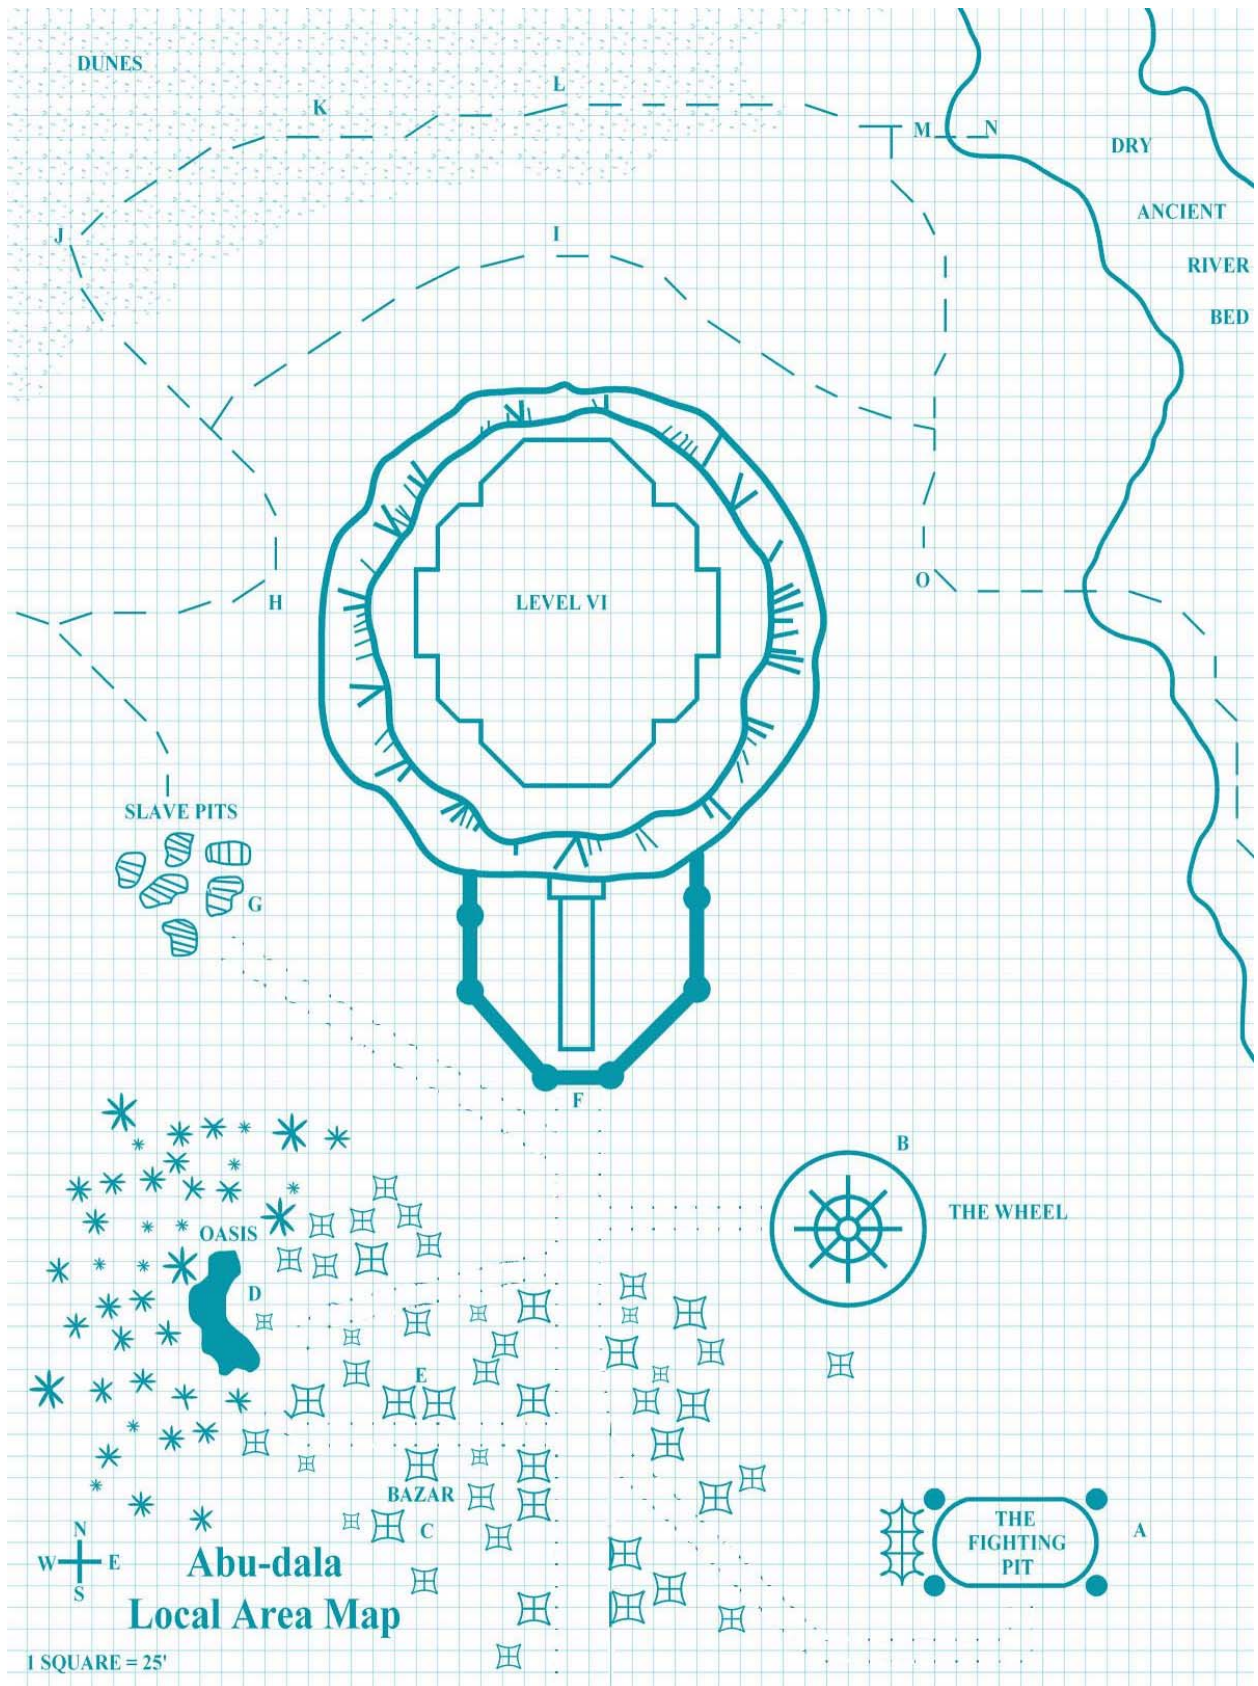 DUNES
L
K
M
N
DRY
ANCIENT
J
I
RIVER
BED
O
H
LEVEL VI
SLAVE PITS
G
F
B
THE WHEEL
OASIS
D
E
BAZAR
C
THE
FIGHTING
PIT
A
N
W
E
S
Abu-dala
Local Area Map
1 SQUARE = 25'